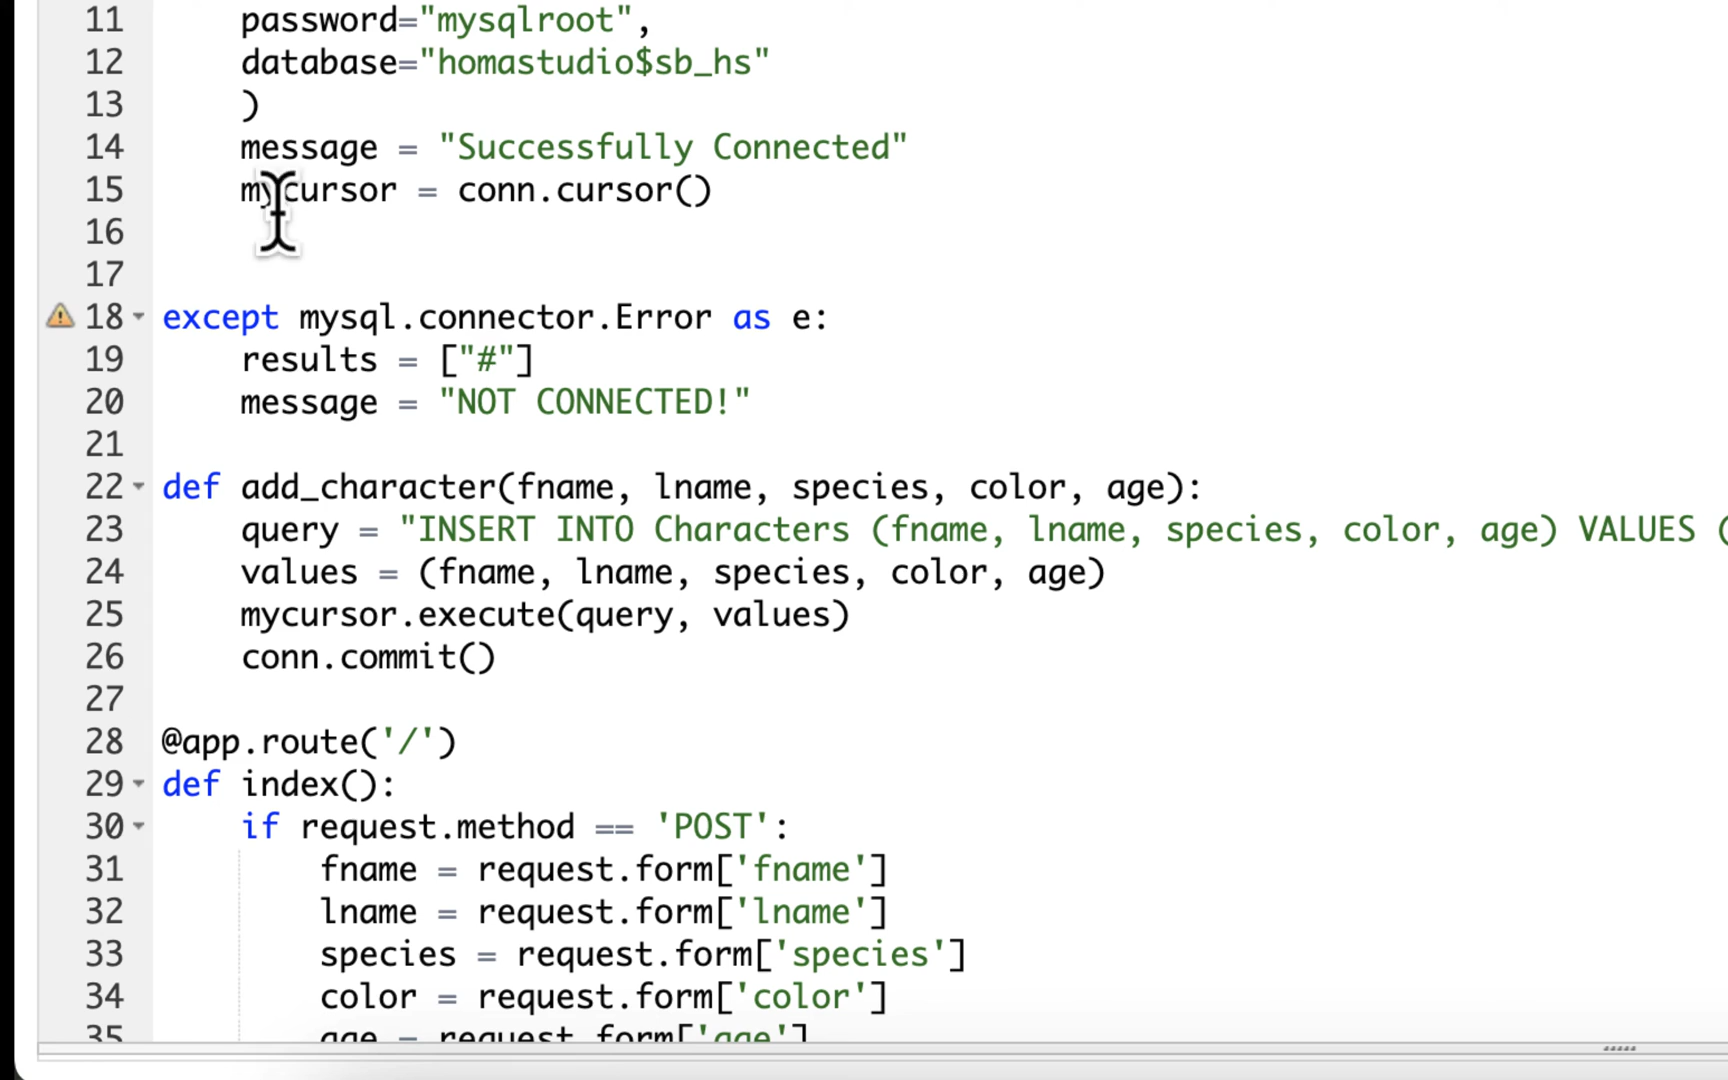 11 password="mysqlroot",
12 database="homastudio$sb_hs"
13 )
14 message = "Successfully Connected"
15 mycursor = conn.cursor()
16
17
18 except mysql.connector.Error as e:
19 results = ["#"]
20 message = "NOT CONNECTED!"
21
22 def add_character(fname, lname, species, color, age):
23 query = "INSERT INTO Characters (fname, lname, species, color, age) VALUES (
24 values = (fname, lname, species, color, age)
25 mycursor.execute(query, values)
26 conn.commit()
27
28 @app.route('/')
29 def index():
30 if request.method == 'POST':
31 fname = request.form['fname']
32 lname = request.form['lname']
33 species = request.form['species']
34 color = request.form['color']
35 age = request.form['age']